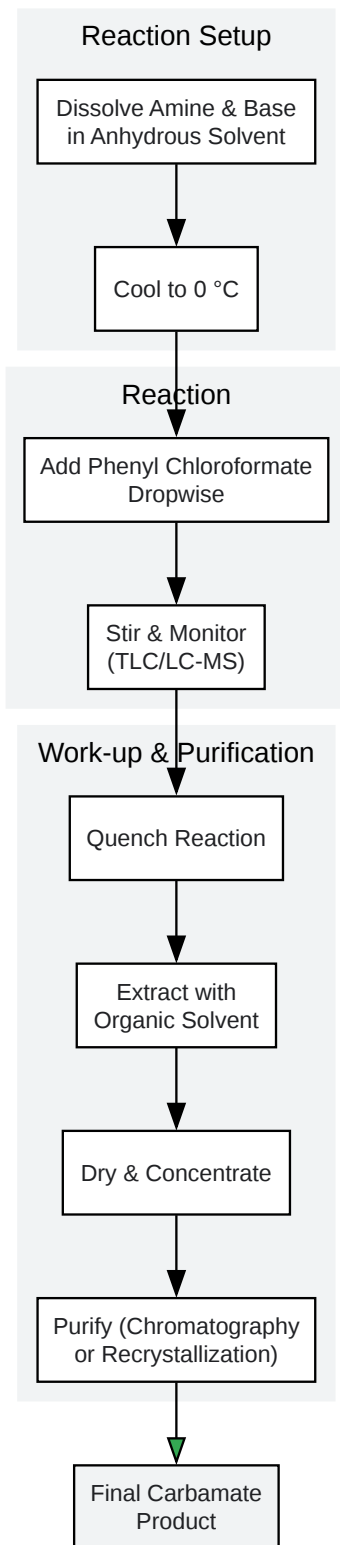 Reaction Setup
Dissolve Amine & Base
in Anhydrous Solvent
Cool to 0 °C
Reaction
Add Phenyl Chloroformate
Dropwise
Stir & Monitor
(TLC/LC-MS)
Work-up & Purification
Quench Reaction
Extract with
Organic Solvent
Dry & Concentrate
Purify (Chromatography
or Recrystallization)
Final Carbamate
Product